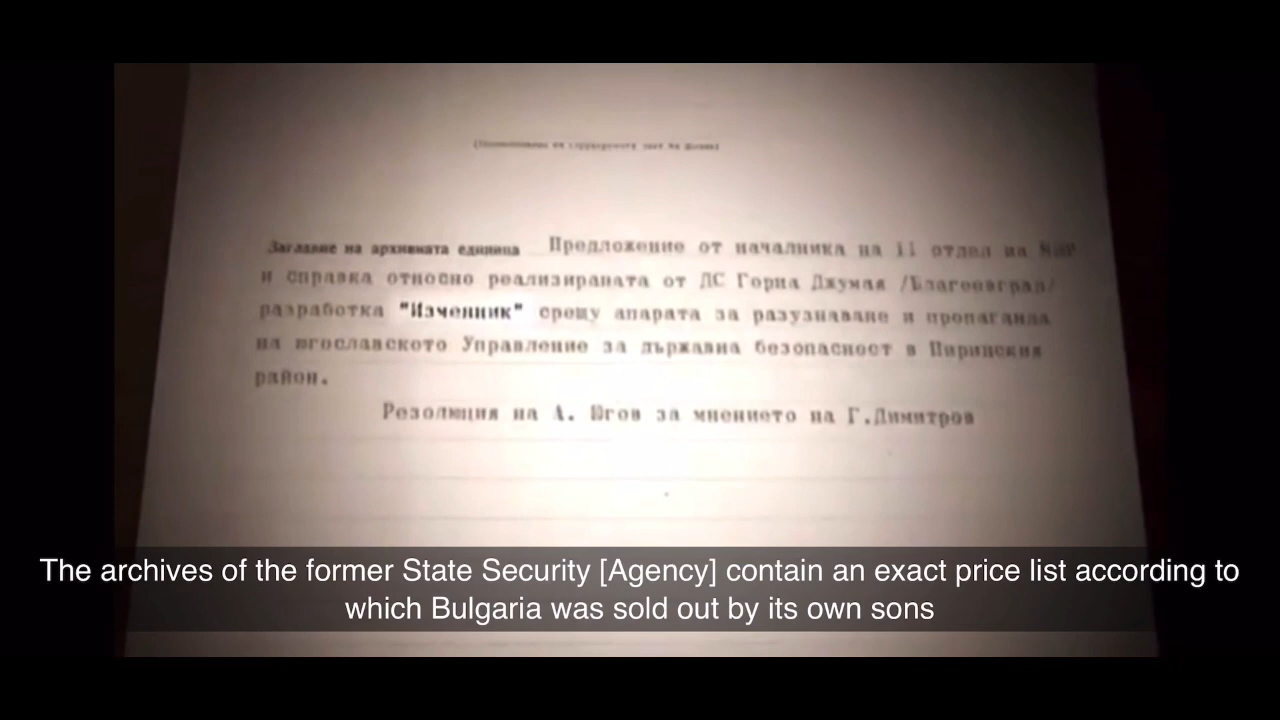 Заглавие на архивната единица Предложение от началника на 11 отдел на
и справка относно реализираната от ДС Горна Джумая /Благоевград/
разработка "Изменник" срещу апарата за разузнаване и пропаганда
на югославското Управление за държавна безопасност в Пиринския
район.
Резолюция на А. Югов за мнението на Г.Димитров
The archives of the former State Security [Agency] contain an exact price list according to
which Bulgaria was sold out by its own sons